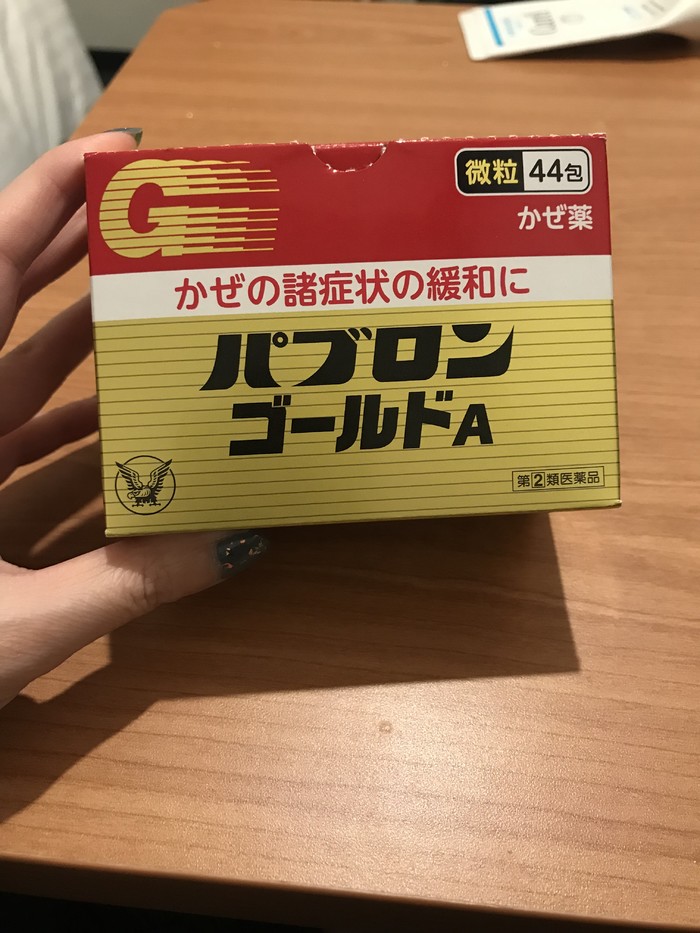 G
微粒 44包
かぜ薬
かぜの諸症状の緩和に
パブロン
ゴールドA
第②類医薬品